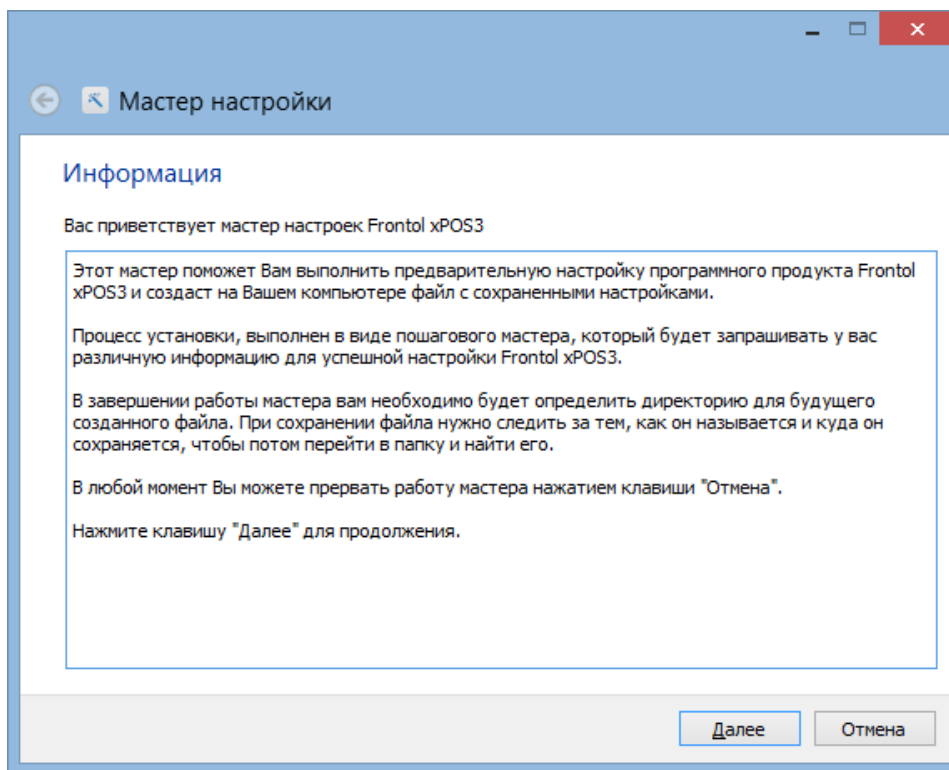 Мастер настройки
Информация
Вас приветствует мастер настроек Frontol xPOS3
Этот мастер поможет Вам выполнить предварительную настройку программного продукта Frontol
xPOS3 и создаст на Вашем компьютере файл с сохраненными настройками.
Процесс установки, выполнен в виде пошагового мастера, который будет запрашивать у вас
различную информацию для успешной настройки Frontol xPOS3.
В завершении работы мастера вам необходимо будет определить директорию для будущего
созданного файла. При сохранении файла нужно следить за тем, как он называется и куда он
сохраняется, чтобы потом перейти в папку и найти его.
В любой момент Вы можете прервать работу мастера нажатием клавиши "Отмена".
Нажмите клавишу "Далее" для продолжения.
Далее Отмена